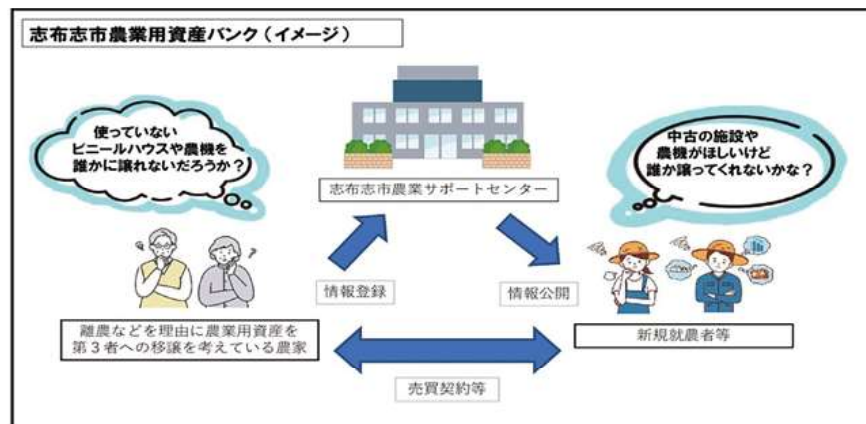 志布志市農業用資産バンク（イメージ）
使っていない
ビニールハウスや農機を
誰かに譲れないだろうか？
中古の施設や
農機がほしいけど
誰か譲ってくれないかな？
志布志市農業サポートセンター
情報登録
情報公開
離農などを理由に農業用資産を
第３者への移譲を考えている農家
新規就農者等
売買契約等